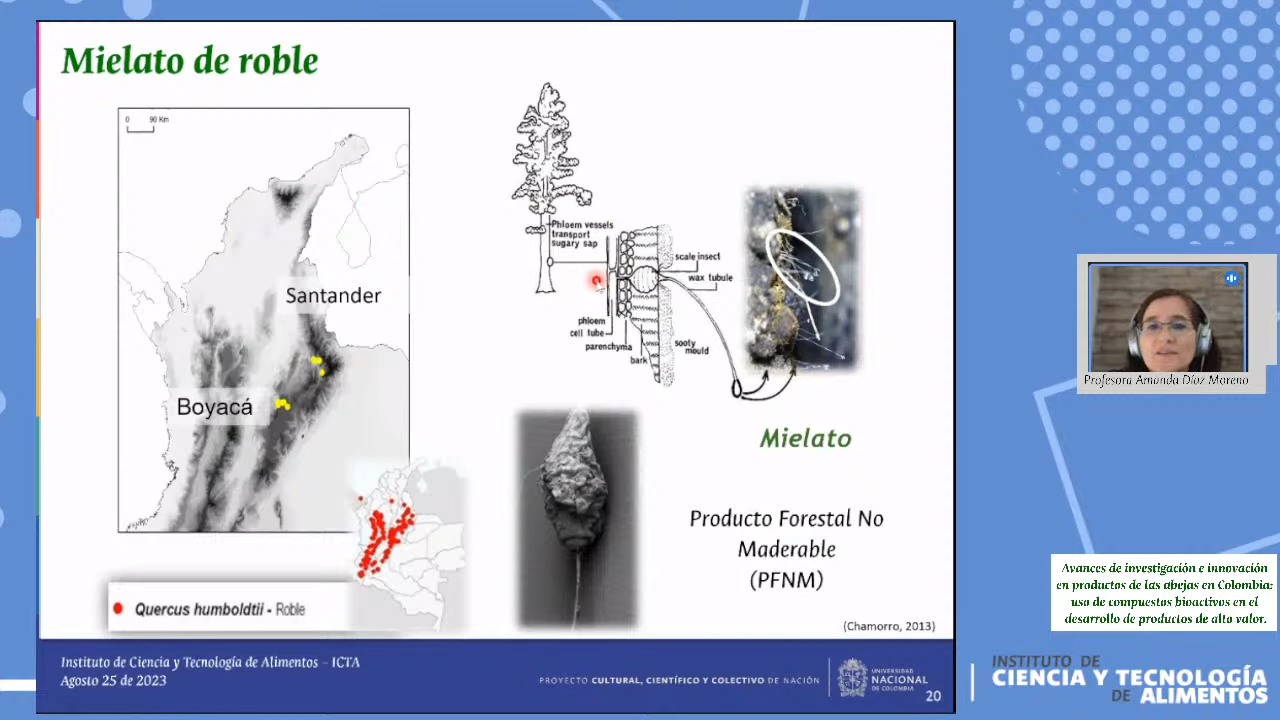 Mielato de roble
0 90 Km
Santander
Boyacá
Quercus humboldtii - Roble
Phloem vessels
transport
sugary sap
scale insect
wax tubule
phloem
cell tube
parenchyma
bark
sooty
mould
Mielato
Producto Forestal No
Maderable
(PFNM)
(Chamorro, 2013)
Instituto de Ciencia y Tecnología de Alimentos – ICTA
Agosto 25 de 2023
PROYECTO CULTURAL, CIENTÍFICO Y COLECTIVO DE NACIÓN
UNIVERSIDAD
NACIONAL
DE COLOMBIA
20
Profesora Amanda Díaz Moreno
Avances de investigación e innovación
en productos de las abejas en Colombia:
uso de compuestos bioactivos en el
desarrollo de productos de alta valor.
INSTITUTO DE
CIENCIA Y TECNOLOGÍA
DE ALIMENTOS